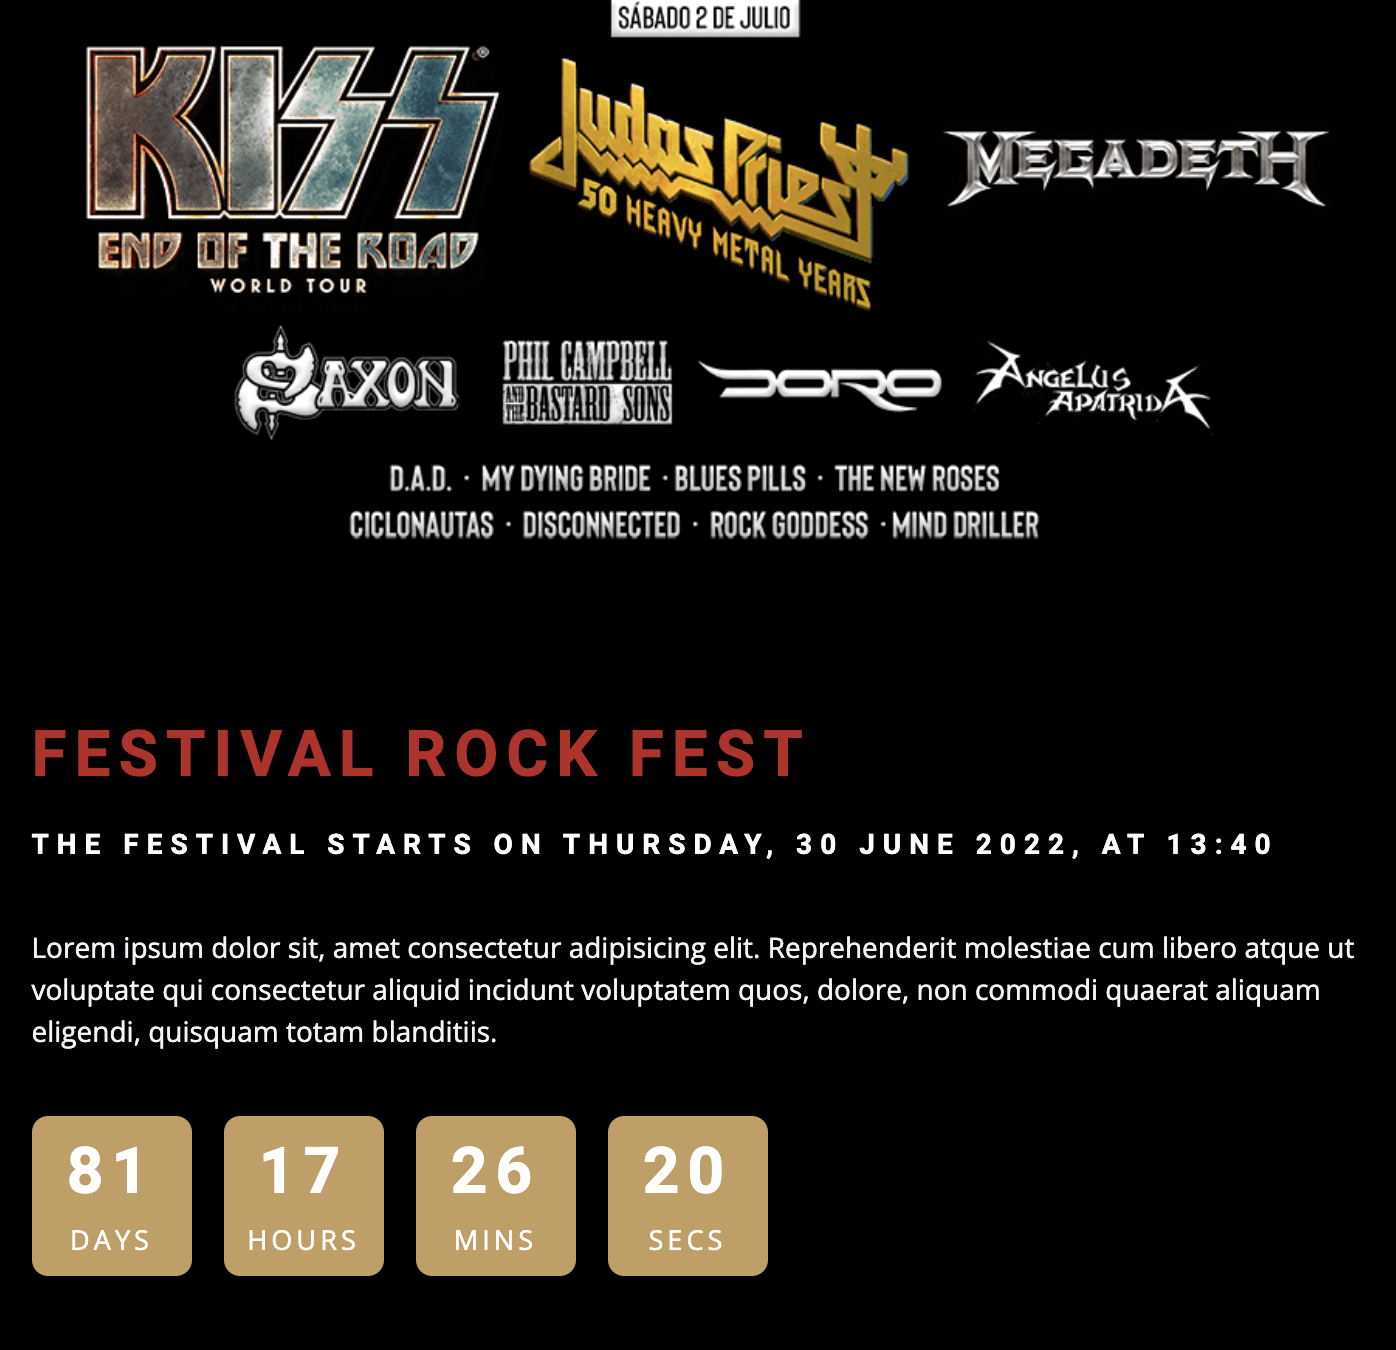 SÁBADO 2 DE JULIO
KISS®
END OF THE ROAD
WORLD TOUR
Judas Priest
50 HEAVY METAL YEARS
MEGADETH
SAXON
PHIL CAMPBELL
AND THE BASTARD SONS
DORO
ANGELUS
APATRIDA
D.A.D. · MY DYING BRIDE · BLUES PILLS · THE NEW ROSES
CICLONAUTAS · DISCONNECTED · ROCK GODDESS · MIND DRILLER
FESTIVAL ROCK FEST
THE FESTIVAL STARTS ON THURSDAY, 30 JUNE 2022, AT 13:40
Lorem ipsum dolor sit, amet consectetur adipisicing elit. Reprehenderit molestiae cum libero atque ut
voluptate qui consectetur aliquid incidunt voluptatem quos, dolore, non commodi quaerat aliquam
eligendi, quisquam totam blanditiis.
81 17 26 20
DAYS HOURS MINS SECS